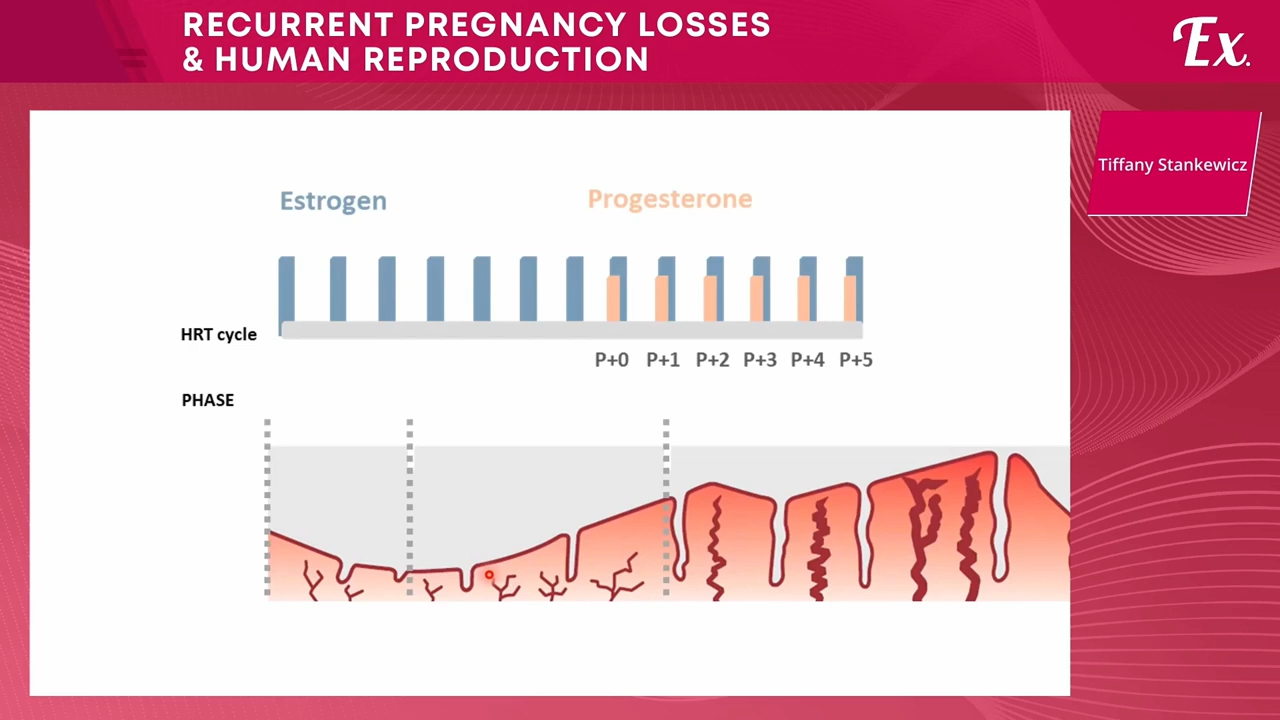 RECURRENT PREGNANCY LOSSES
& HUMAN REPRODUCTION
Ex.
Tiffany Stankewicz
Estrogen
Progesterone
HRT cycle
P+0 P+1 P+2 P+3 P+4 P+5
PHASE